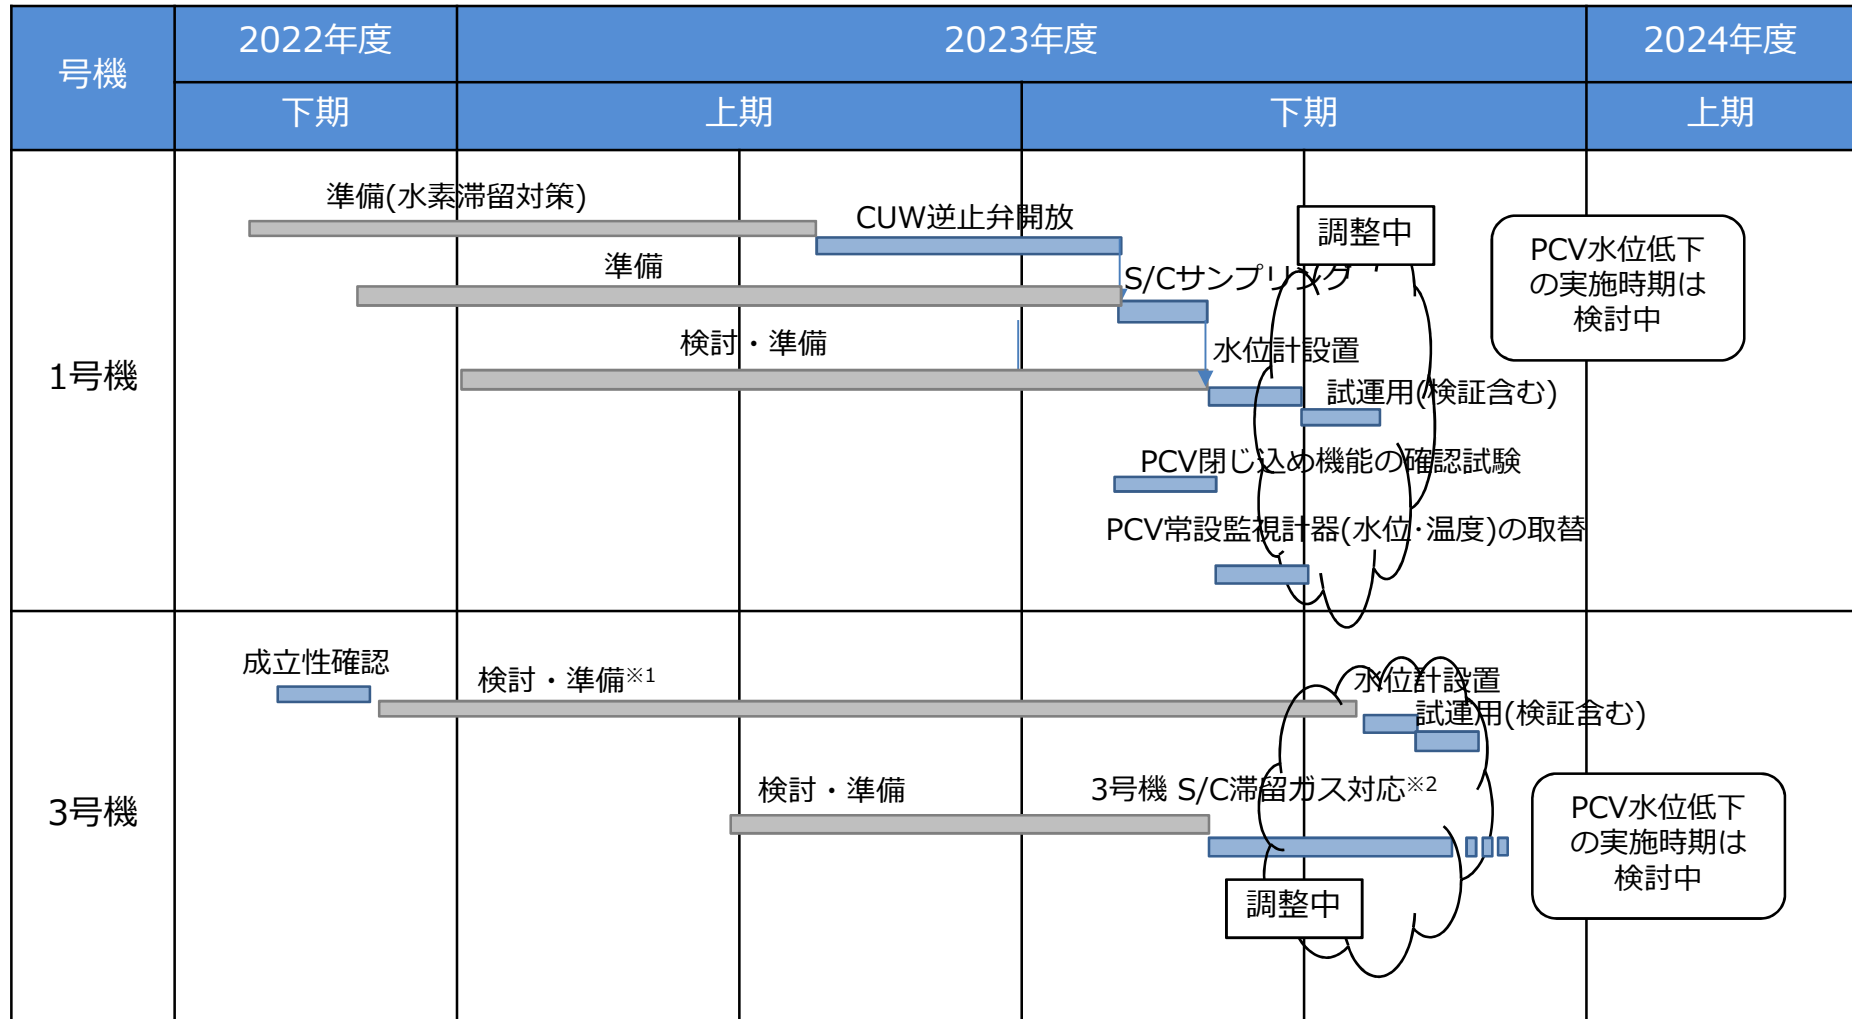 号機
2022年度
2023年度
2024年度
下期
上期
下期
上期
1号機
準備(水素滞留対策)
CUW逆止弁開放
調整中
準備
S/Cサンプリング
検討・準備
水位計設置
試運用(検証含む)
PCV閉じ込め機能の確認試験
PCV常設監視計器(水位・温度)の取替
PCV水位低下
の実施時期は
検討中
3号機
成立性確認
検討・準備※1
水位計設置
試運用(検証含む)
検討・準備
3号機 S/C滞留ガス対応※2
調整中
PCV水位低下
の実施時期は
検討中